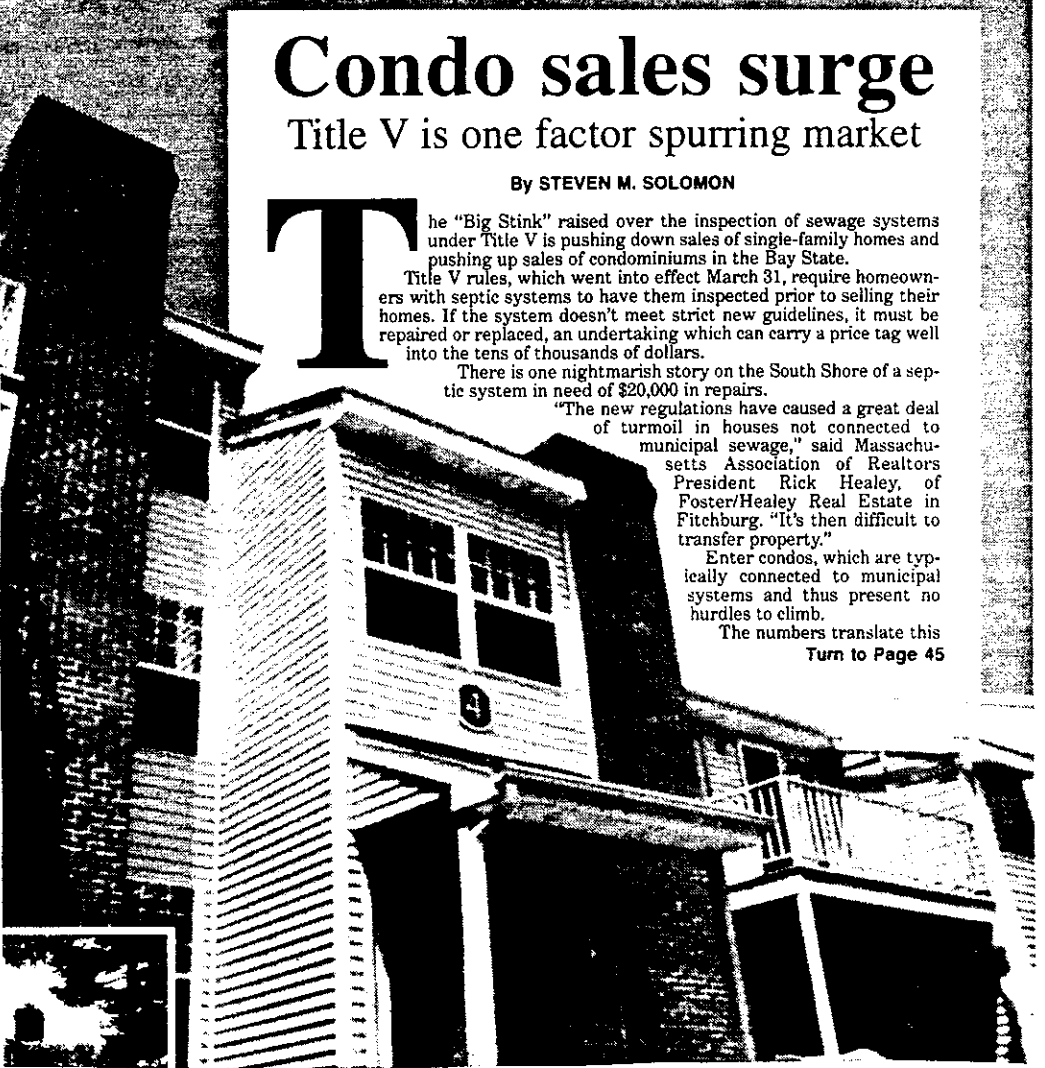 Condo sales surge
Title V is one factor spurring market
By STEVEN M. SOLOMON
The "Big Stink" raised over the inspection of sewage systems
under Title V is pushing down sales of single-family homes and
pushing up sales of condominiums in the Bay State.
Title V rules, which went into effect March 31, require homeown-
ers with septic systems to have them inspected prior to selling their
homes. If the system doesn't meet strict new guidelines, it must be
repaired or replaced, an undertaking which can carry a price tag well
into the tens of thousands of dollars.
There is one nightmarish story on the South Shore of a sep-
tic system in need of $20,000 in repairs.
"The new regulations have caused a great deal
of turmoil in houses not connected to
municipal sewage," said Massachu-
setts Association of Realtors
President Rick Healey, of
Foster/Healey Real Estate in
Fitchburg. "It's then difficult to
transfer property."
Enter condos, which are typ-
ically connected to municipal
systems and thus present no
hurdles to climb.
The numbers translate this
Turn to Page 45
4